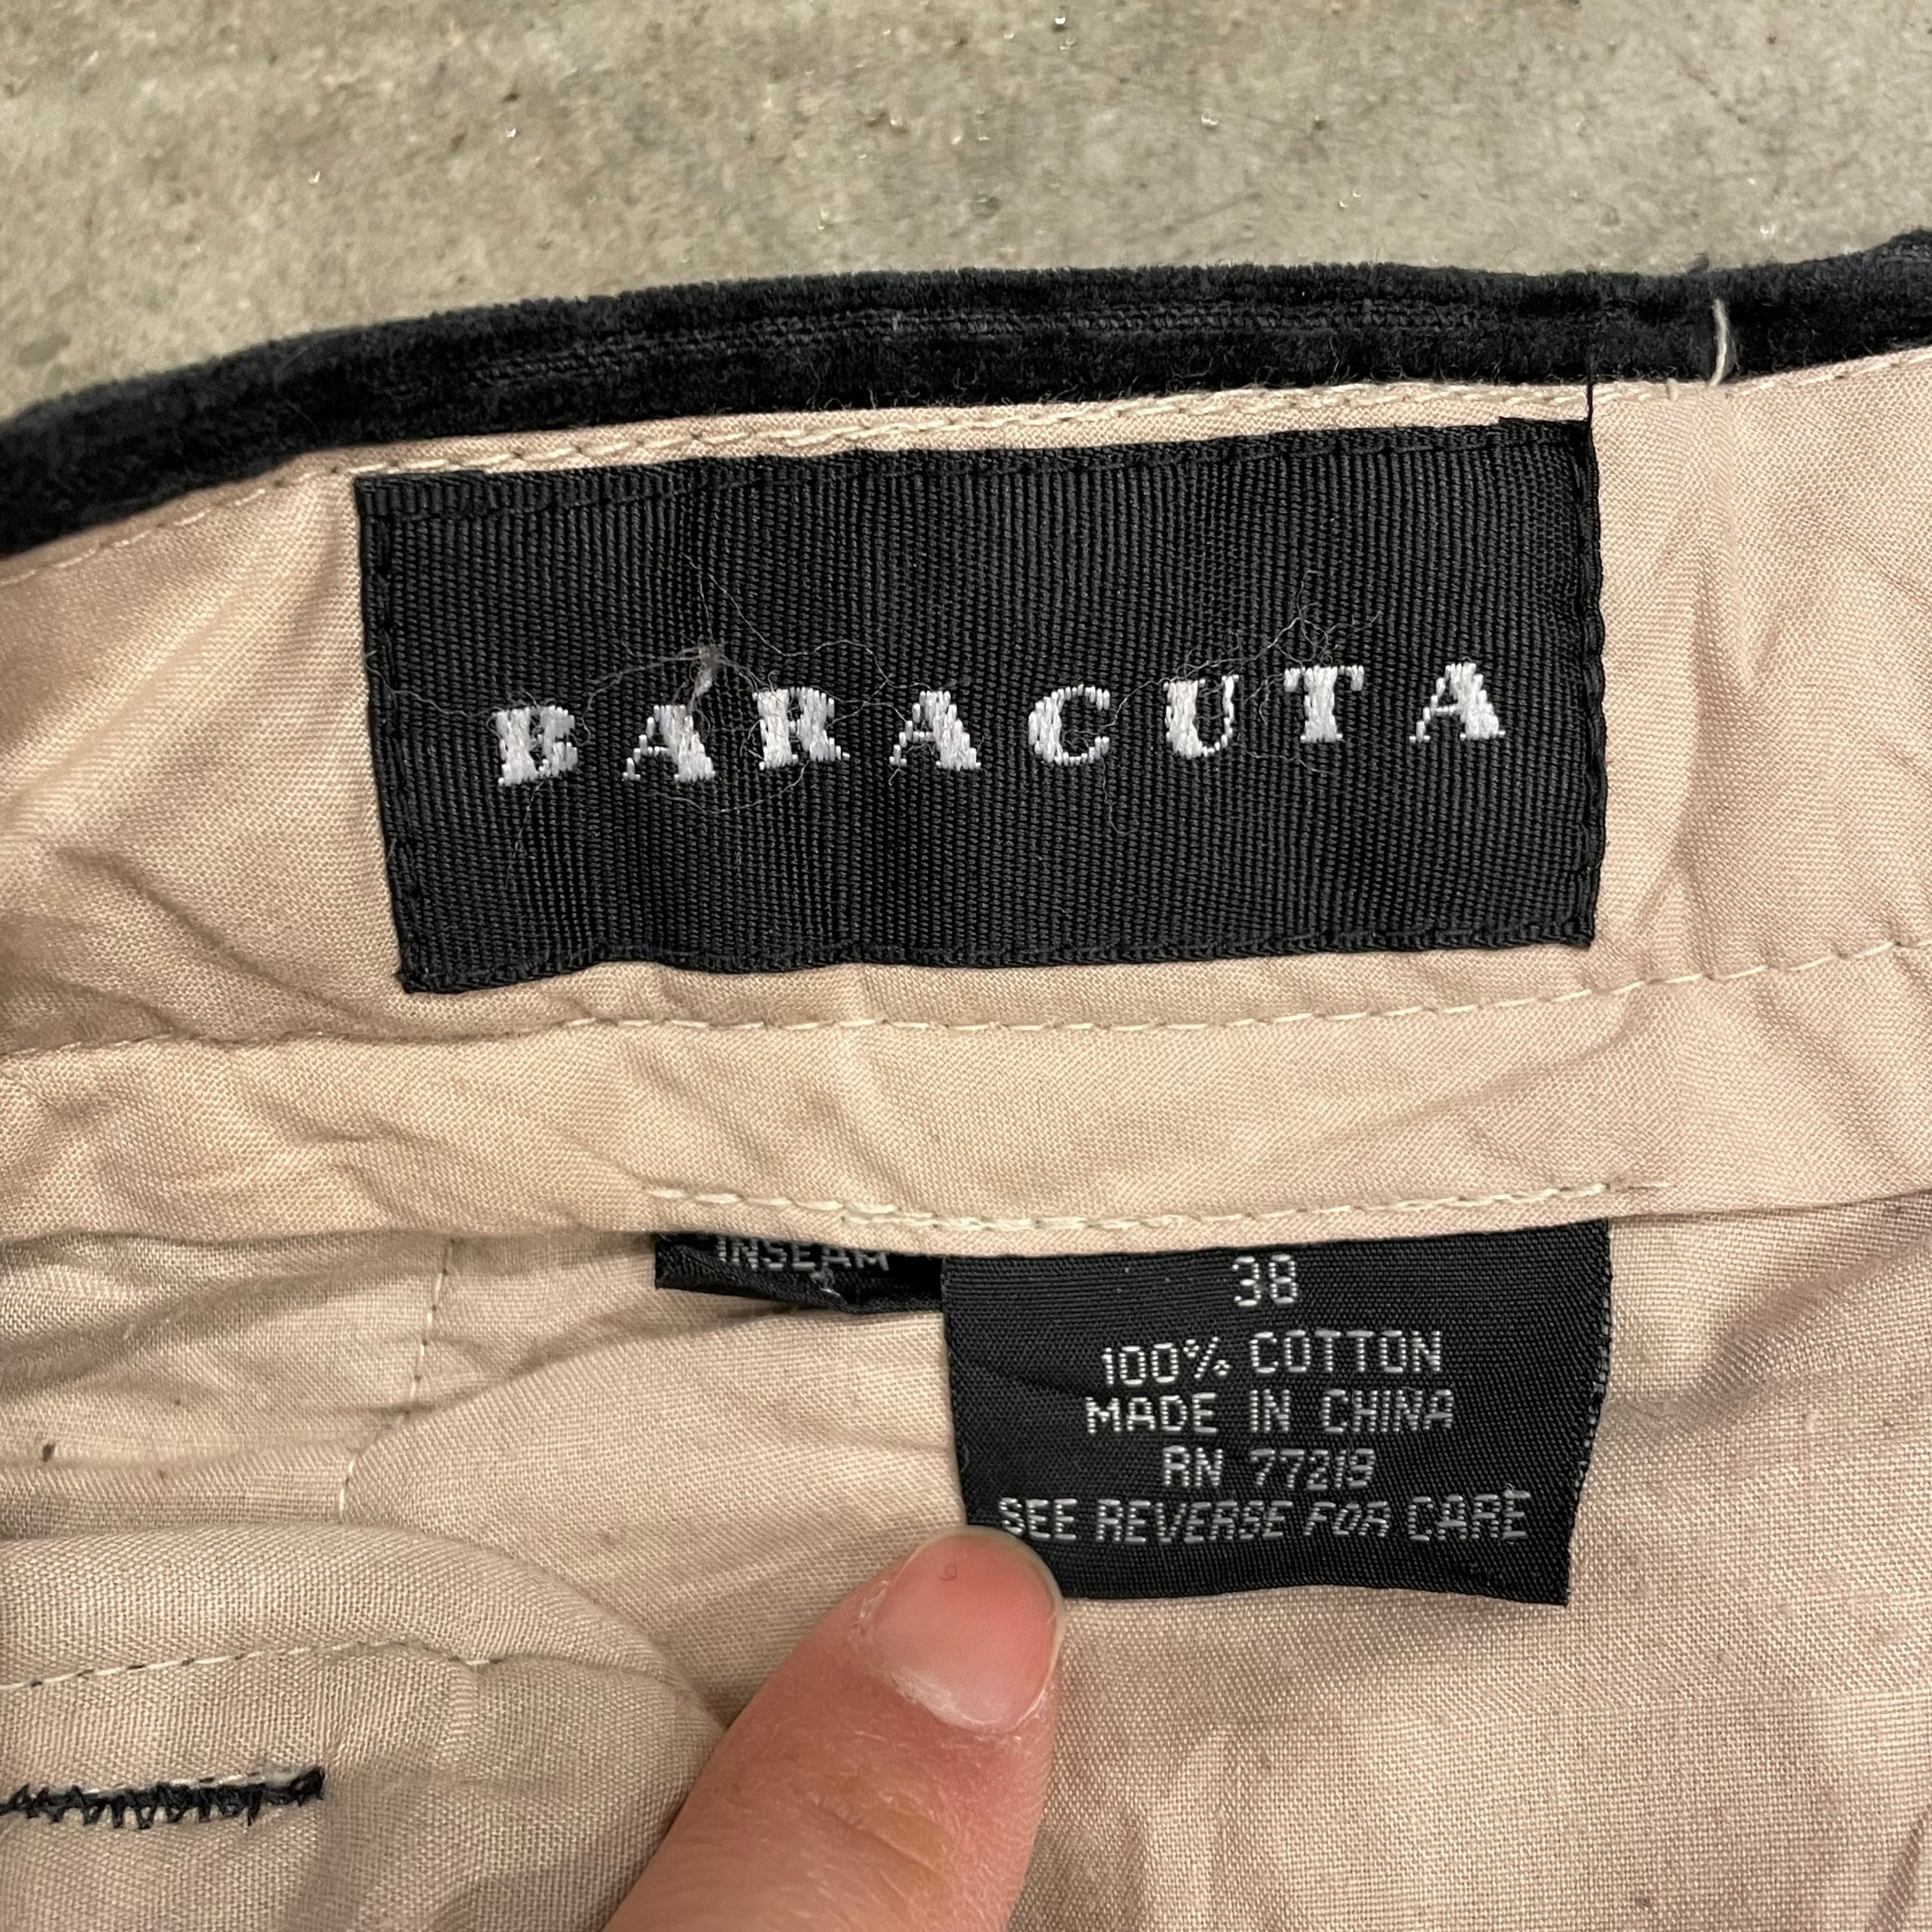 BARACUTA
INSEAM
38
100% COTTON
MADE IN CHINA
RN 77219
SEE REVERSE FOR CARE